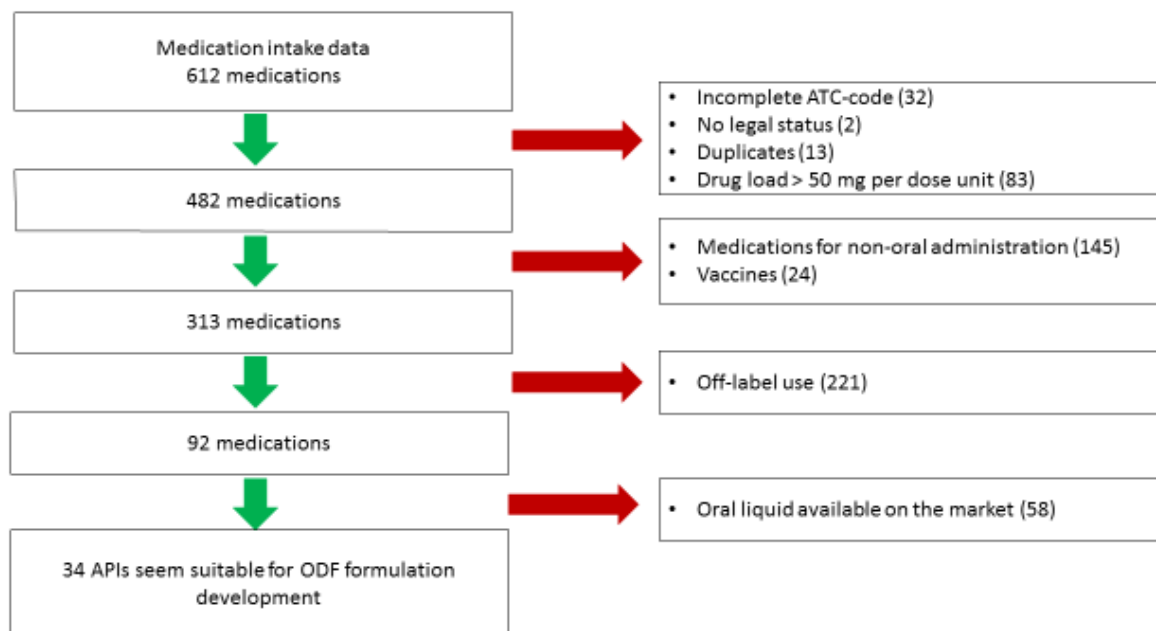 Medication intake data
612 medications
• Incomplete ATC-code (32)
• No legal status (2)
• Duplicates (13)
• Drug load > 50 mg per dose unit (83)
482 medications
• Medications for non-oral administration (145)
• Vaccines (24)
313 medications
• Off-label use (221)
92 medications
• Oral liquid available on the market (58)
34 APIs seem suitable for ODF formulation
development